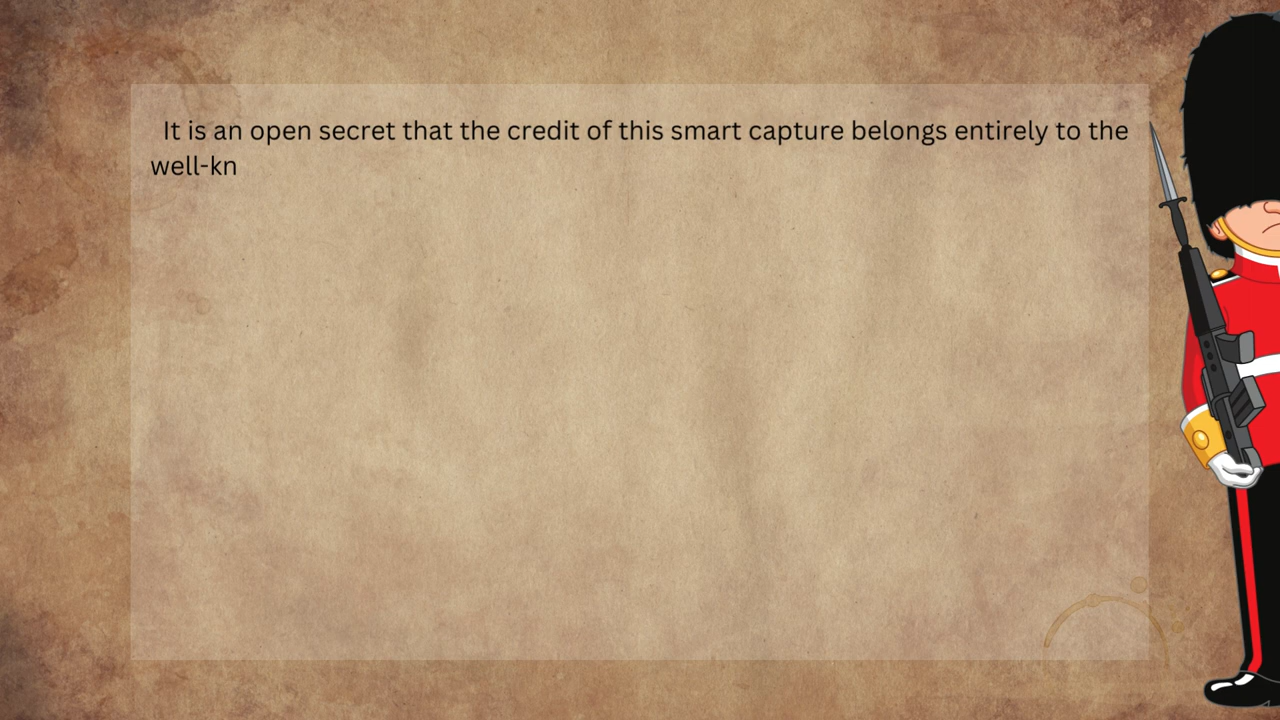 It is an open secret that the credit of this smart capture belongs entirely to the
well-kn